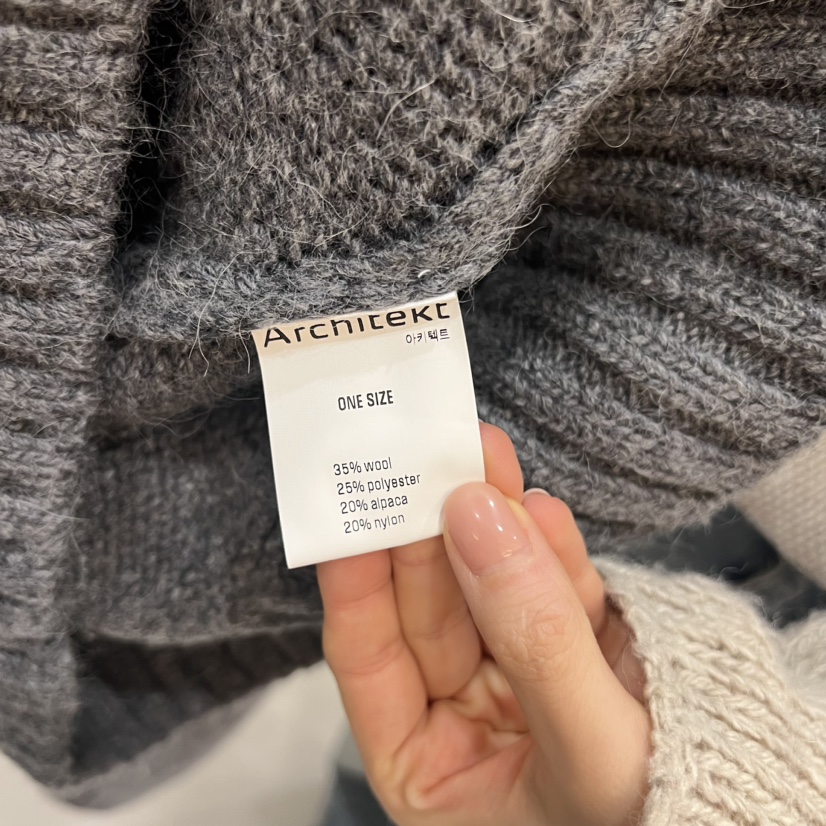 Architekt
아키텍트
ONE SIZE
35% wool
25% polyester
20% alpaca
20% nylon